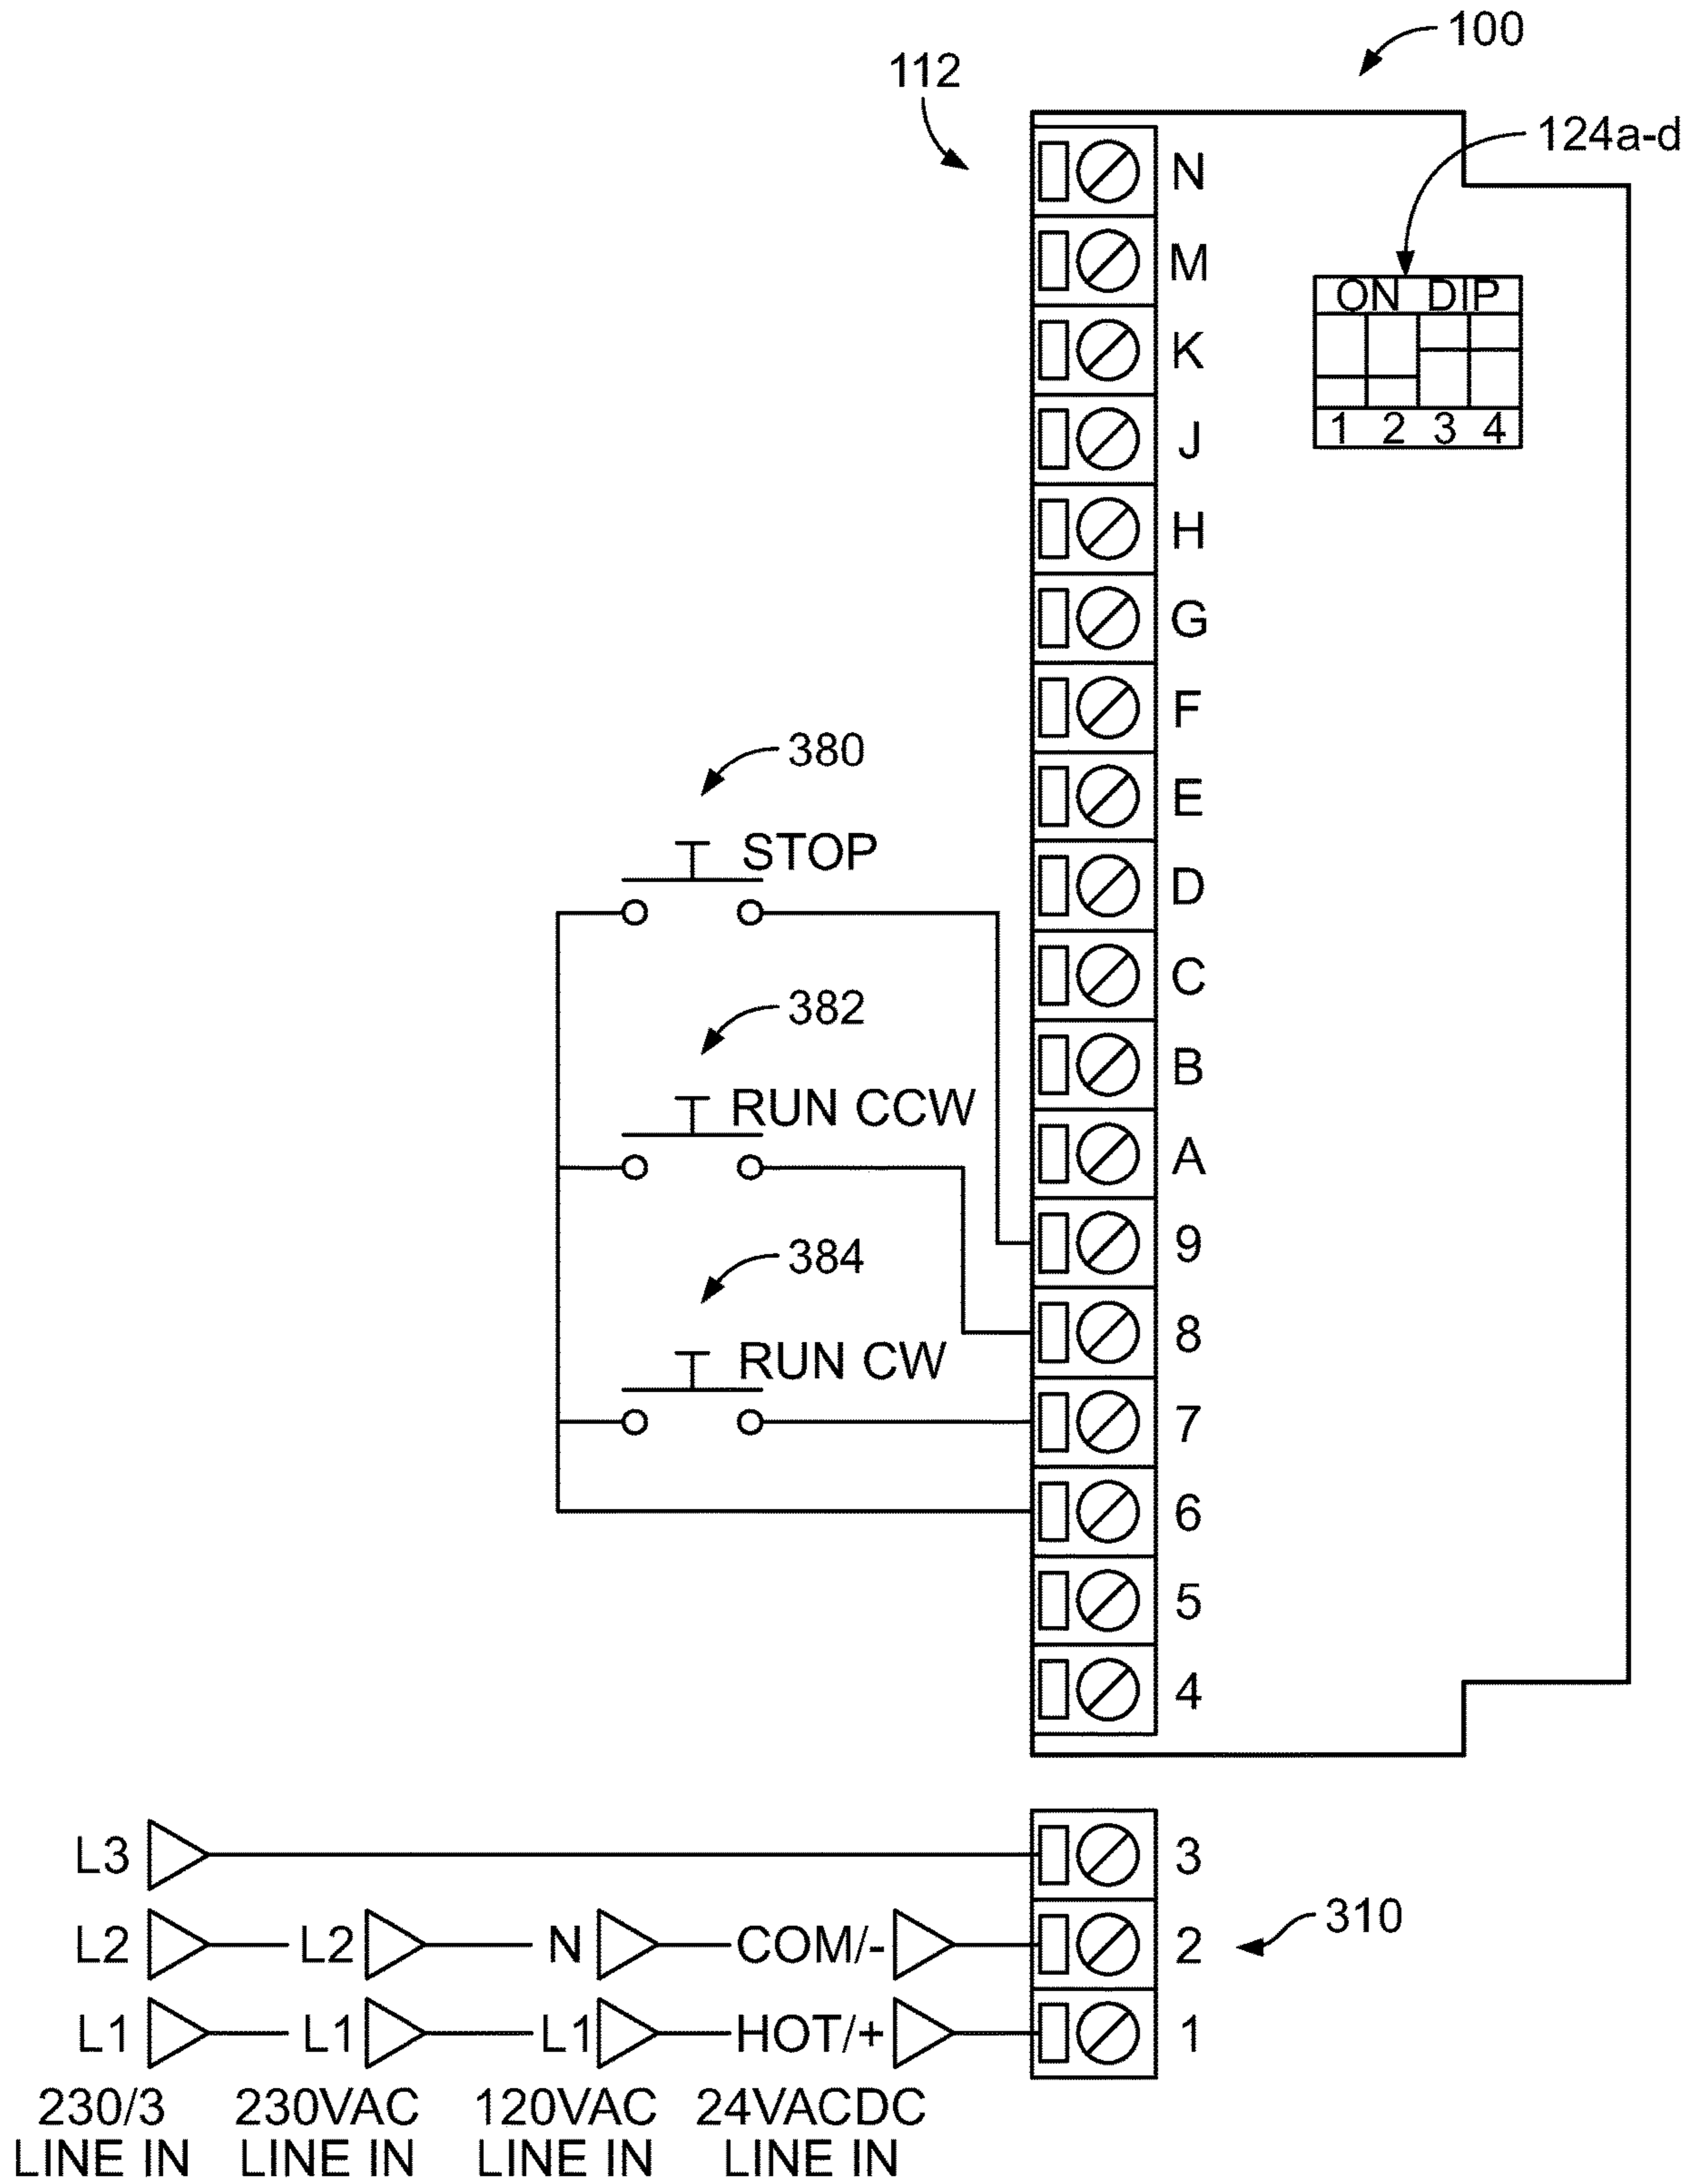 100
112
124a-d
N
M
ON DIP
K
1 2 3 4
J
H
G
F
380
E
STOP
D
C
382
B
RUN CCW
A
9
384
8
RUN CW
7
6
5
4
L3
3
310
L2 L2 N COM/- 2
L1 L1 L1 HOT/+ 1
230/3 230VAC 120VAC 24VACDC
LINE IN LINE IN LINE IN LINE IN